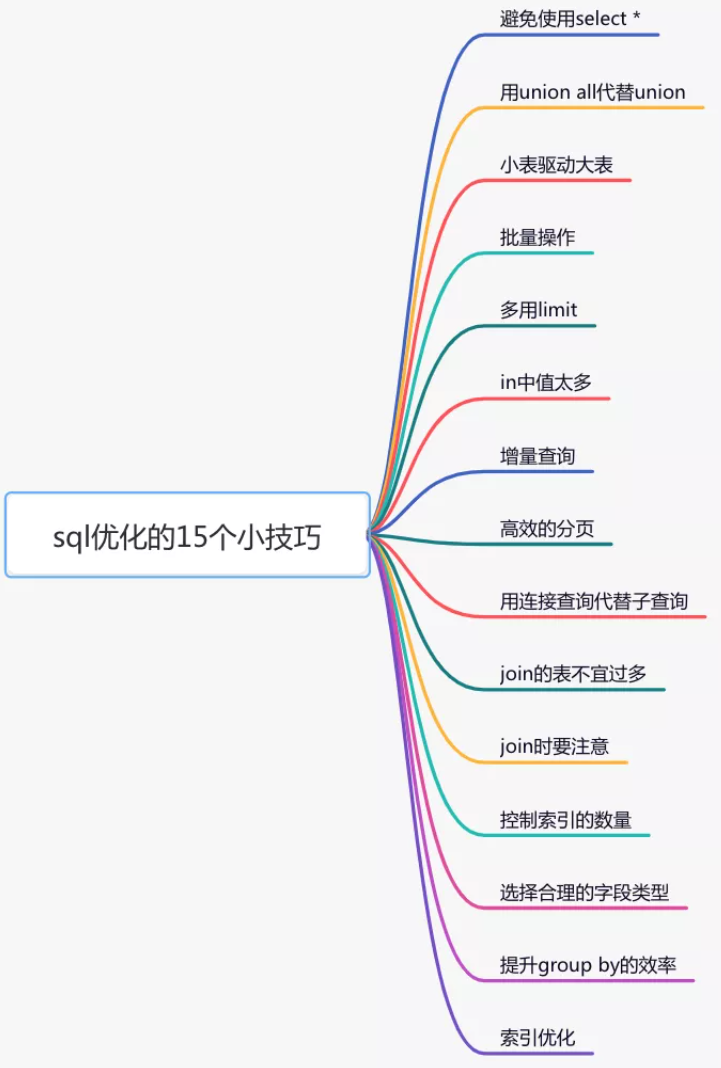 避免使用select *
用union all代替union
小表驱动大表
批量操作
多用limit
in中值太多
增量查询
sql优化的15个小技巧
高效的分页
用连接查询代替子查询
join的表不宜过多
join时要注意
控制索引的数量
选择合理的字段类型
提升group by的效率
索引优化